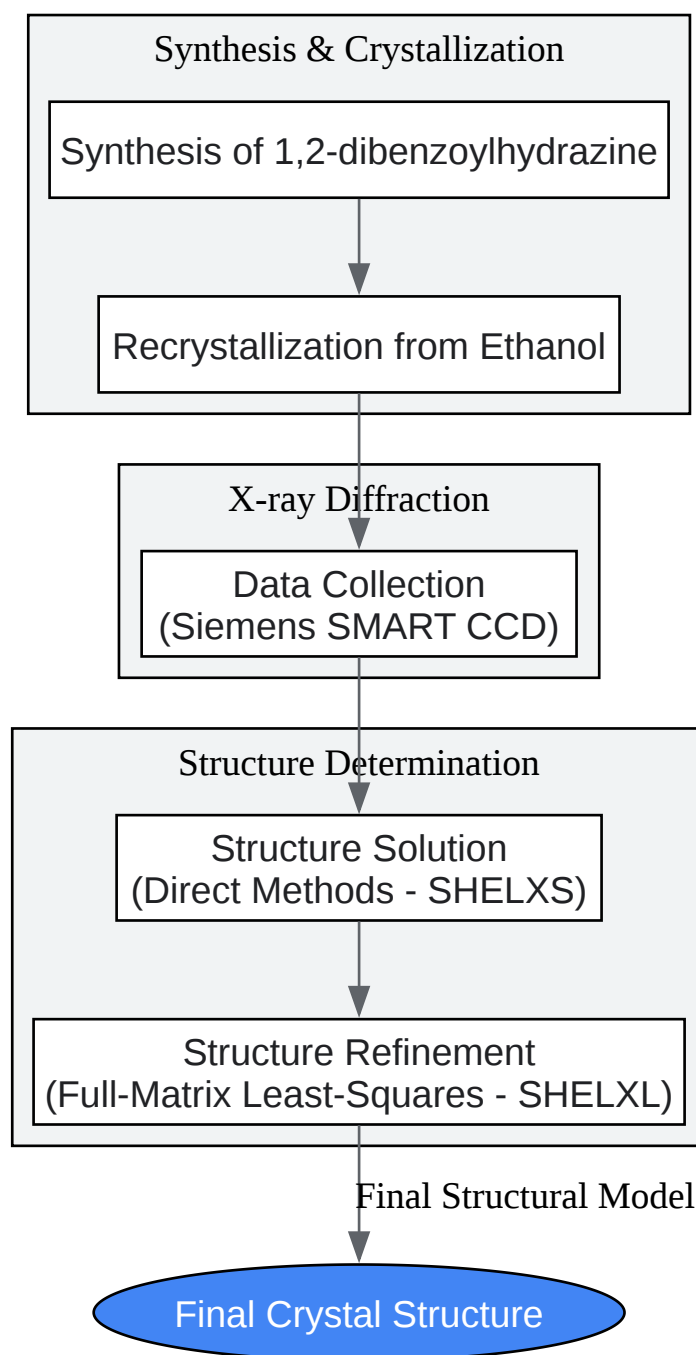 Synthesis & Crystallization
Synthesis of 1,2-dibenzoylhydrazine
Recrystallization from Ethanol
X-ray Diffraction
Data Collection
(Siemens SMART CCD)
Structure Determination
Structure Solution
(Direct Methods - SHELXS)
Structure Refinement
(Full-Matrix Least-Squares - SHELXL)
Final Structural Model
Final Crystal Structure